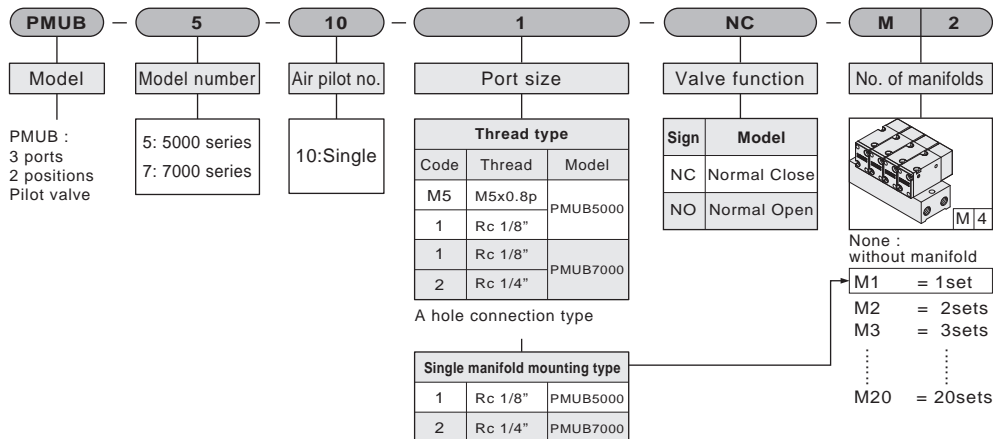 PMUB – 5 – 10 – 1 – NC – M 2
Model
Model number
Air pilot no.
Port size
Valve function
No. of manifolds
PMUB :
3 ports
2 positions
Pilot valve
5: 5000 series
7: 7000 series
10:Single
Thread type
Code Thread Model
M5 M5x0.8p PMUB5000
1 Rc 1/8”
1 Rc 1/8” PMUB7000
2 Rc 1/4”
A hole connection type
Single manifold mounting type
1 Rc 1/8” PMUB5000
2 Rc 1/4” PMUB7000
Sign Model
NC Normal Close
NO Normal Open
M 4
None :
without manifold
M1 = 1set
M2 = 2sets
M3 = 3sets
M20 = 20sets